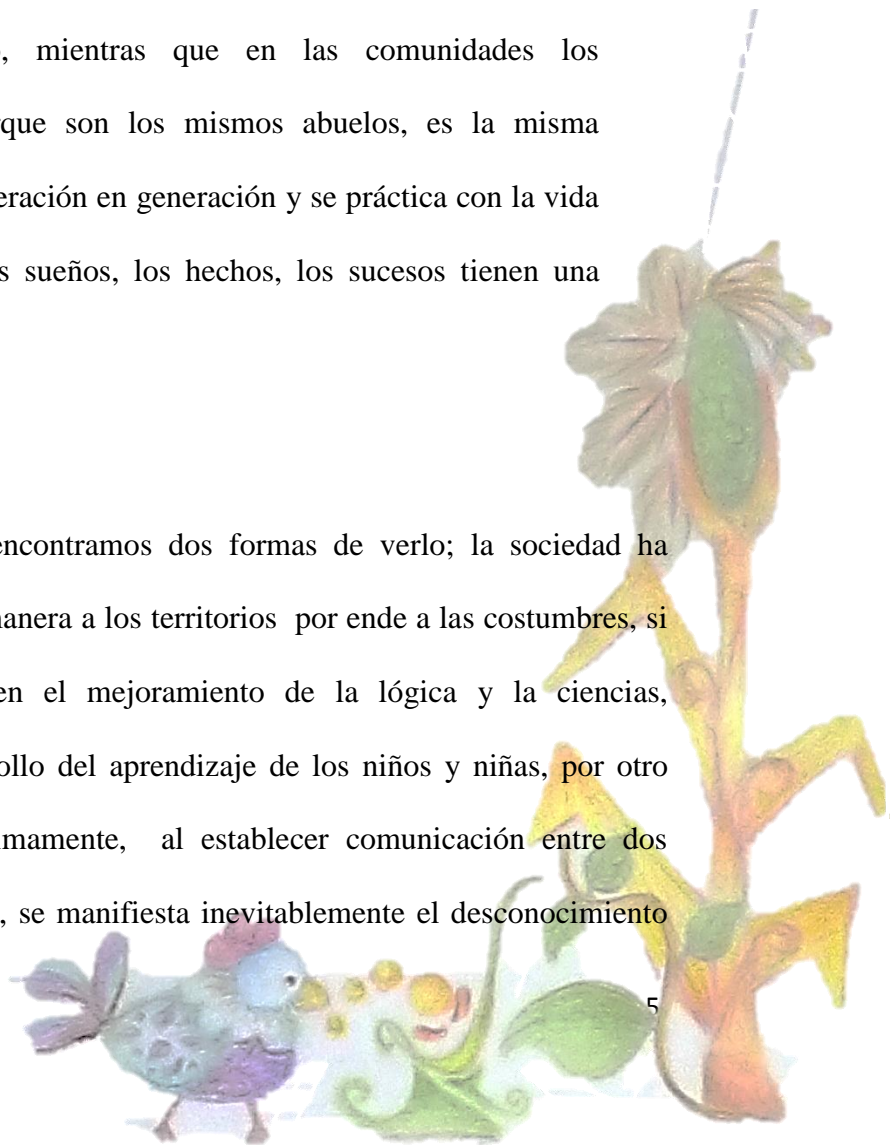 , mientras que en las comunidades los
que son los mismos abuelos, es la misma
eración en generación y se práctica con la vida
s sueños, los hechos, los sucesos tienen una
encontramos dos formas de verlo; la sociedad ha
anera a los territorios por ende a las costumbres, si
en el mejoramiento de la lógica y la ciencias,
ollo del aprendizaje de los niños y niñas, por otro
mamente, al establecer comunicación entre dos
, se manifiesta inevitablemente el desconocimiento
5